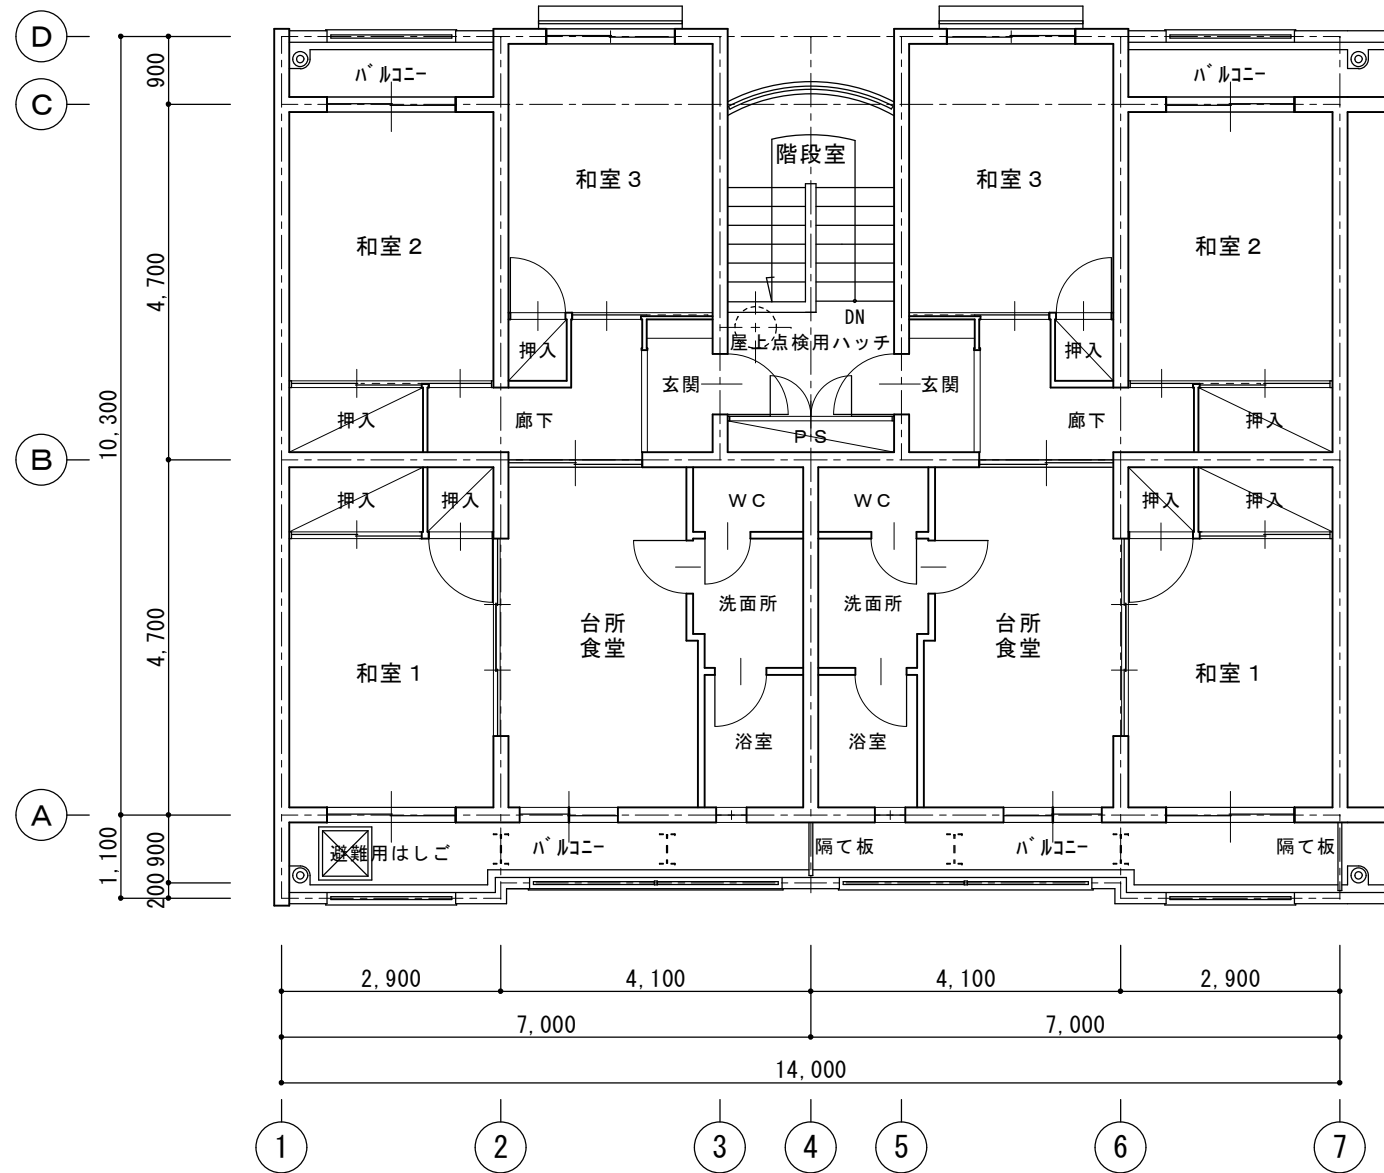 D
バルコニー
バルコニー
900
C
階段室
和室3
和室3
和室2
和室2
4,700
DN
屋上点検用ハッチ
押入
押入
玄関
玄関
押入
廊下
廊下
押入
PS
10,300
B
押入
押入
WC
WC
押入
押入
洗面所
洗面所
台所
食堂
台所
食堂
4,700
和室1
和室1
浴室
浴室
A
1,100
900
200
避難用はしご
バルコニー
隔て板
バルコニー
隔て板
2,900
4,100
4,100
2,900
7,000
7,000
14,000
1
2
3
4
5
6
7